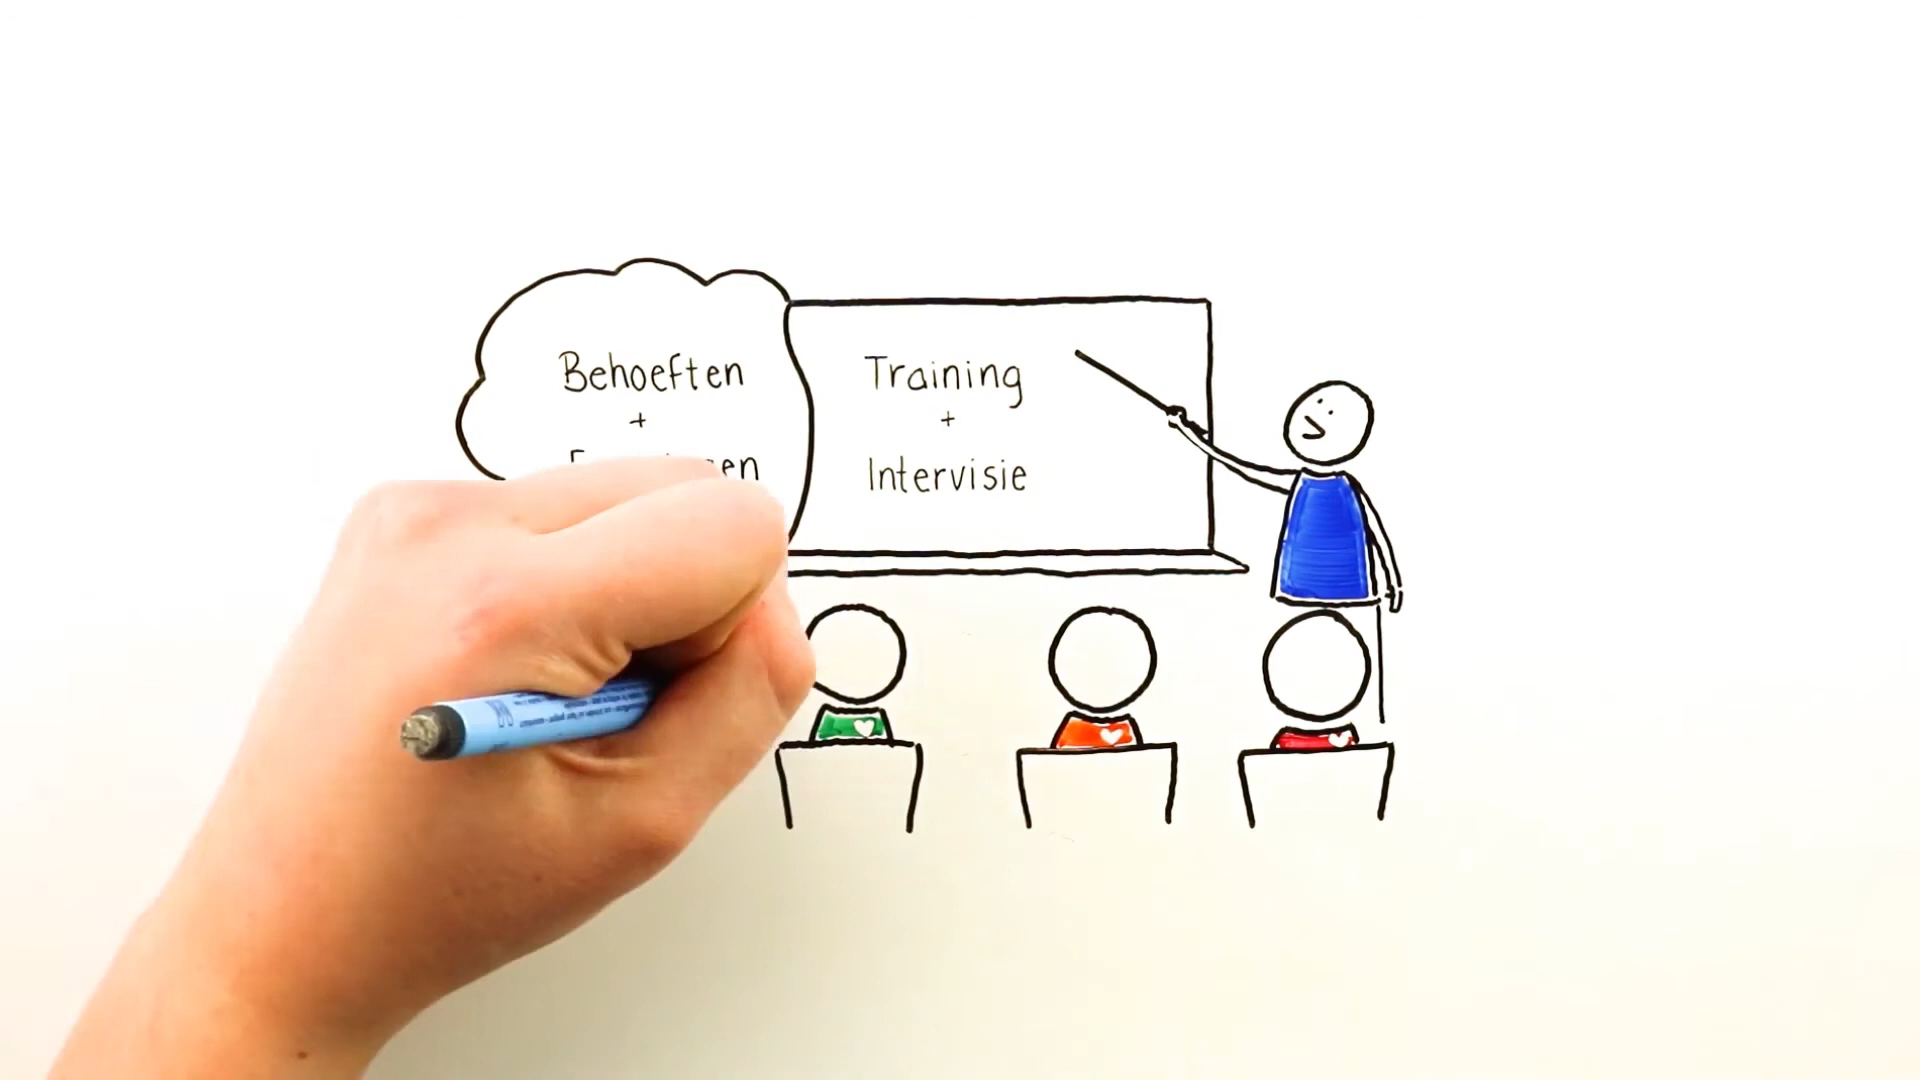 Behoeften
+
Training
+
Intervisie